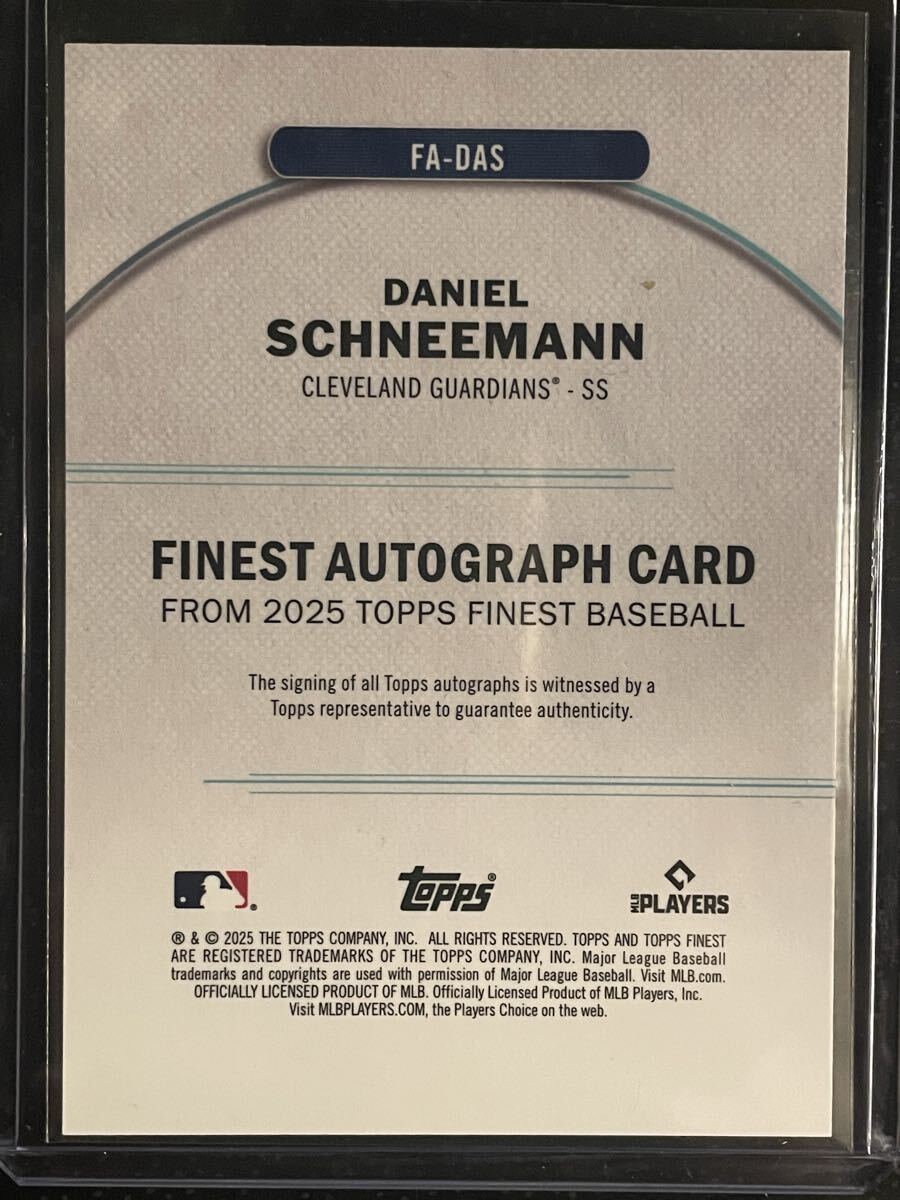 FA-DAS
DANIEL
SCHNEEMANN
CLEVELAND GUARDIANS® - SS
FINEST AUTOGRAPH CARD
FROM 2025 TOPPS FINEST BASEBALL
The signing of all Topps autographs is witnessed by a
Topps representative to guarantee authenticity.
topps® MLB PLAYERS
® & © 2025 THE TOPPS COMPANY, INC. ALL RIGHTS RESERVED. TOPPS AND TOPPS FINEST
ARE REGISTERED TRADEMARKS OF THE TOPPS COMPANY, INC. Major League Baseball
trademarks and copyrights are used with permission of Major League Baseball. Visit MLB.com.
OFFICIALLY LICENSED PRODUCT OF MLB. Officially Licensed Product of MLB Players, Inc.
Visit MLBPLAYERS.COM, the Players Choice on the web.